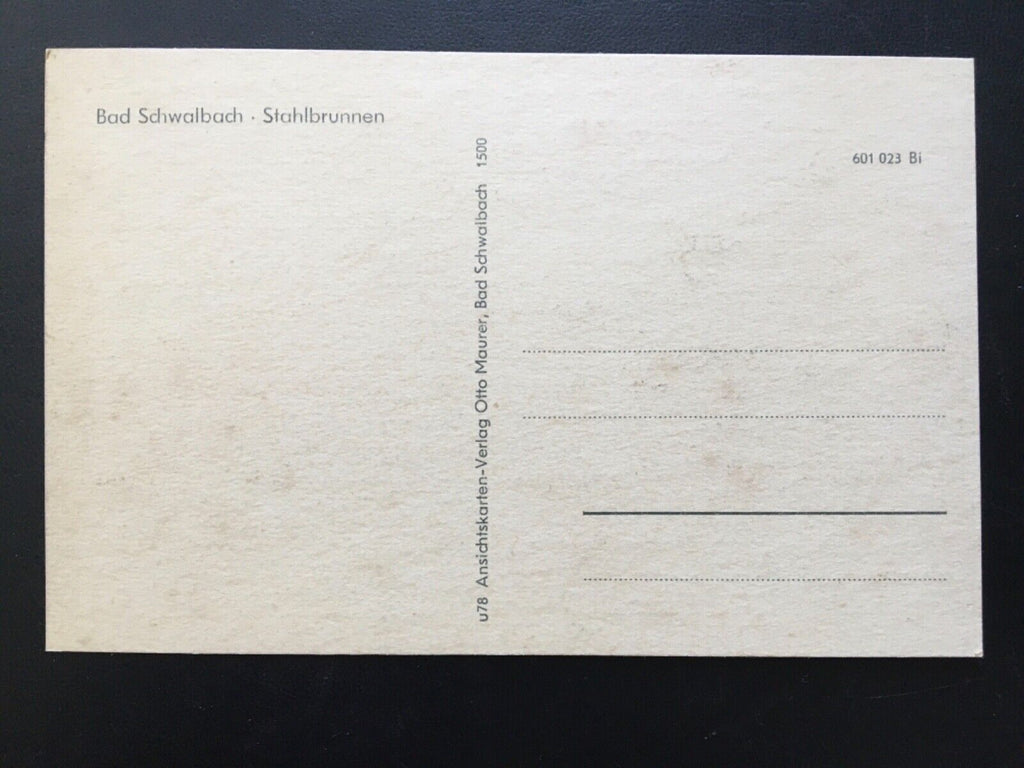 Bad Schwalbach · Stahlbrunnen
u78 Ansichtskarten-Verlag Otto Maurer, Bad Schwalbach 1500
601 023 Bi